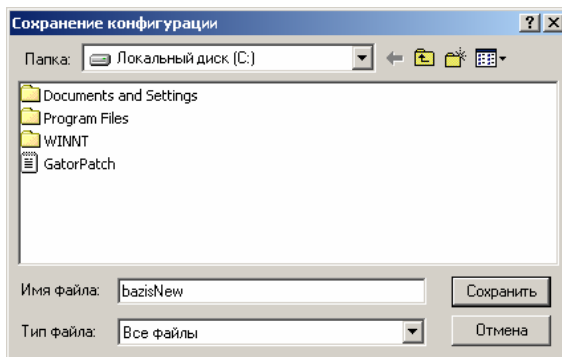 Сохранение конфигурации
Папка: Локальный диск (C:)
Documents and Settings
Program Files
WINNT
GatorPatch
Имя файла: bazisNew Сохранить
Тип файла: Все файлы Отмена